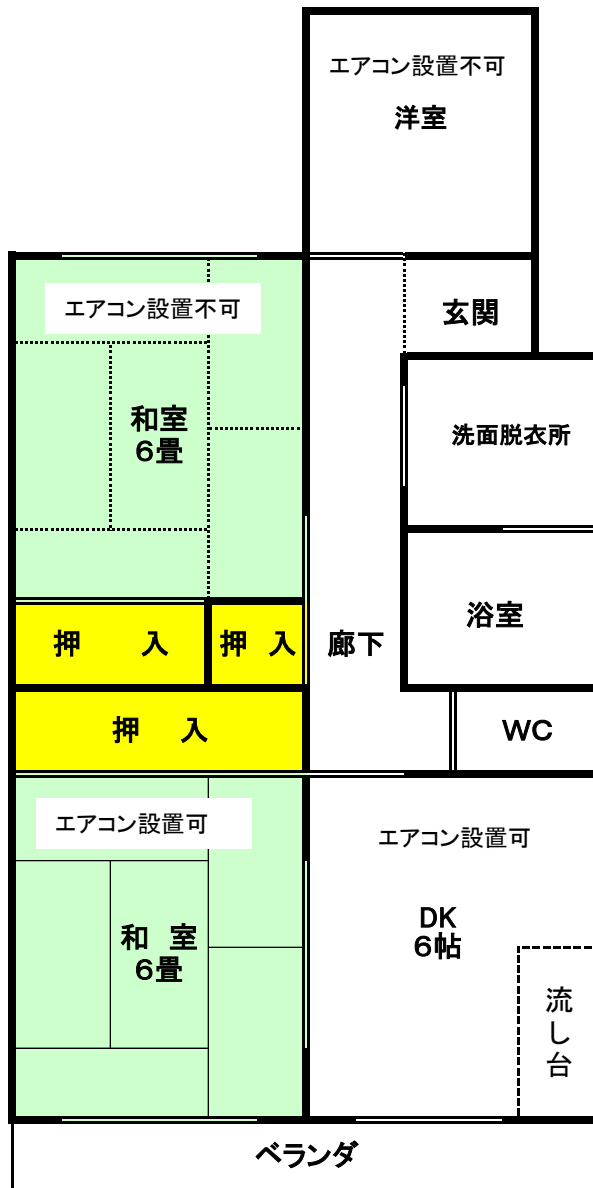 エアコン設置不可
洋室
エアコン設置不可
玄関
和室
6畳
洗面脱衣所
浴室
押 入
押 入
廊下
押 入
WC
エアコン設置可
エアコン設置可
DK
6帖
和 室
6畳
流し台
ベランダ